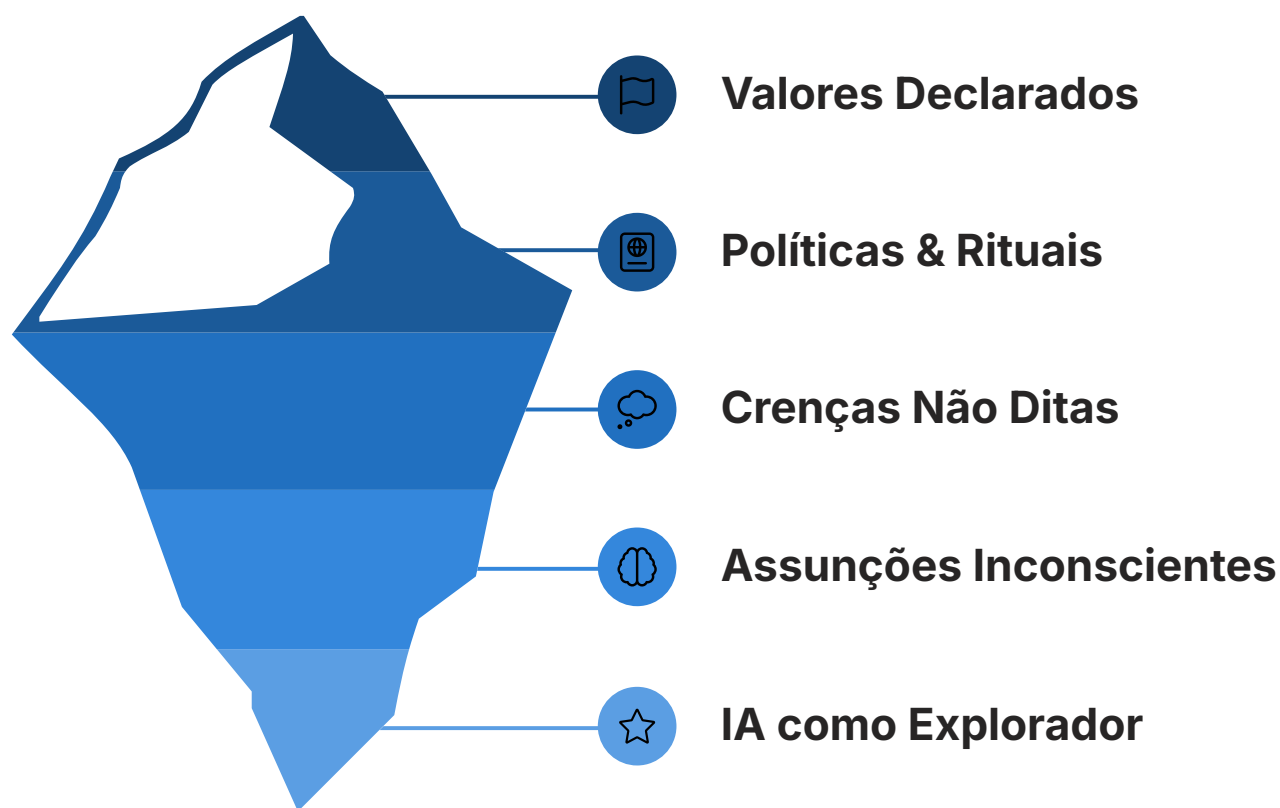 Valores Declarados
Políticas & Rituais
Crenças Não Ditas
Assunções Inconscientes
IA como Explorador